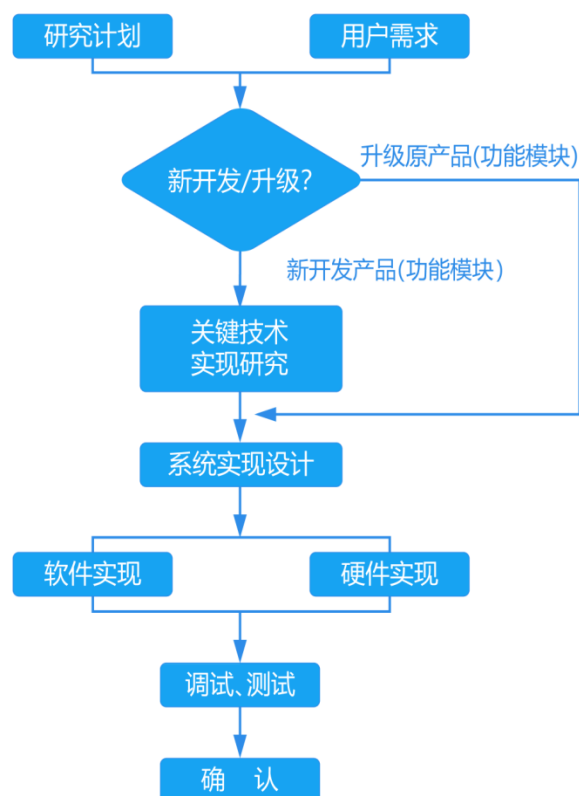 研究计划
用户需求
新开发/升级?
升级原产品(功能模块)
新开发产品(功能模块)
关键技术
实现研究
系统实现设计
软件实现
硬件实现
调试、测试
确 认